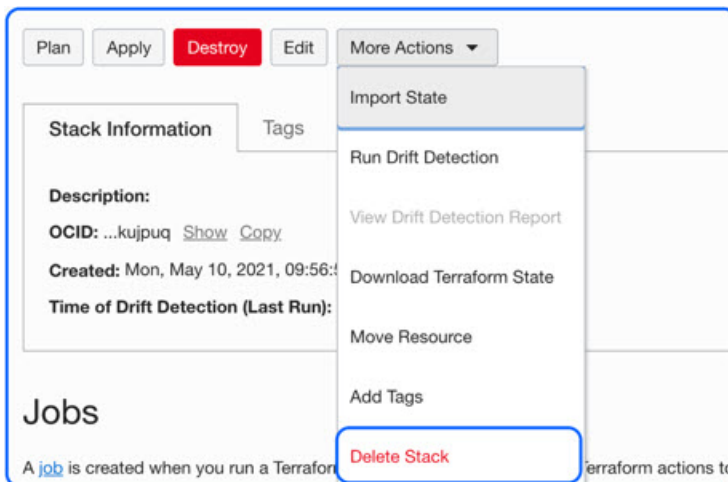 Plan Apply Destroy Edit More Actions
Import State
Stack Information Tags
Run Drift Detection
Description:
View Drift Detection Report
OCID: ...kujpuq Show Copy
Created: Mon, May 10, 2021, 09:56:
Download Terraform State
Time of Drift Detection (Last Run):
Move Resource
Add Tags
Jobs
Delete Stack
A job is created when you run a Terrafor erraform actions to